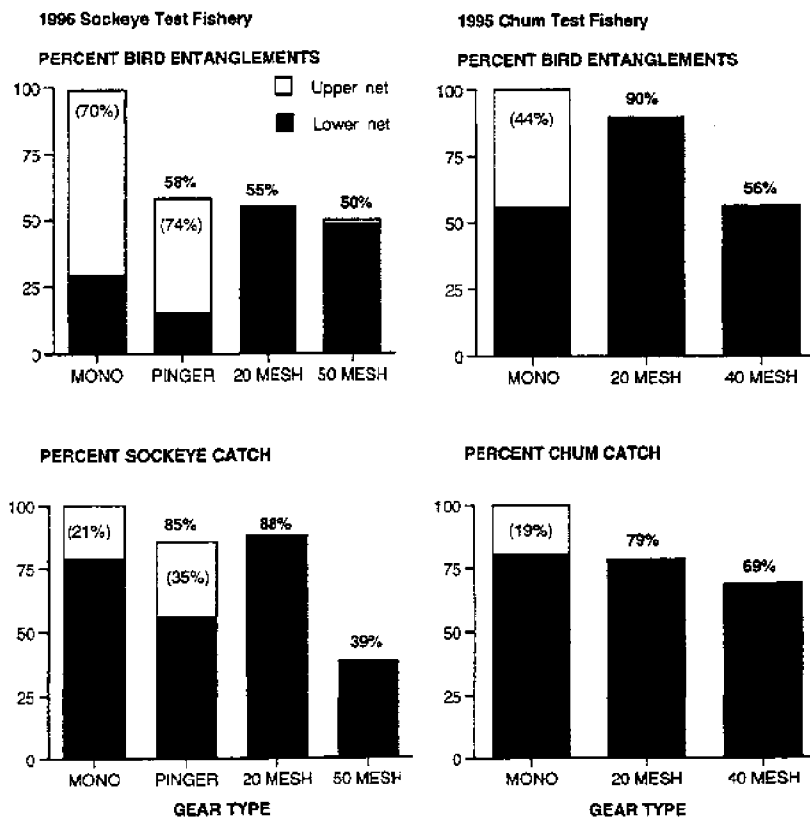 1996 Sockeye Test Fishery
PERCENT BIRD ENTANGLEMENTS
Upper net
Lower net
100
75
50
25
0
(70%)
58%
(74%)
55%
50%
MONO PINGER 20 MESH 50 MESH
1995 Chum Test Fishery
PERCENT BIRD ENTANGLEMENTS
100
75
50
25
0
(44%)
90%
56%
MONO 20 MESH 40 MESH
PERCENT SOCKEYE CATCH
100
75
50
25
0
(21%)
85%
(35%)
88%
39%
MONO PINGER 20 MESH 50 MESH
GEAR TYPE
PERCENT CHUM CATCH
100
75
50
25
0
(19%)
79%
69%
MONO 20 MESH 40 MESH
GEAR TYPE